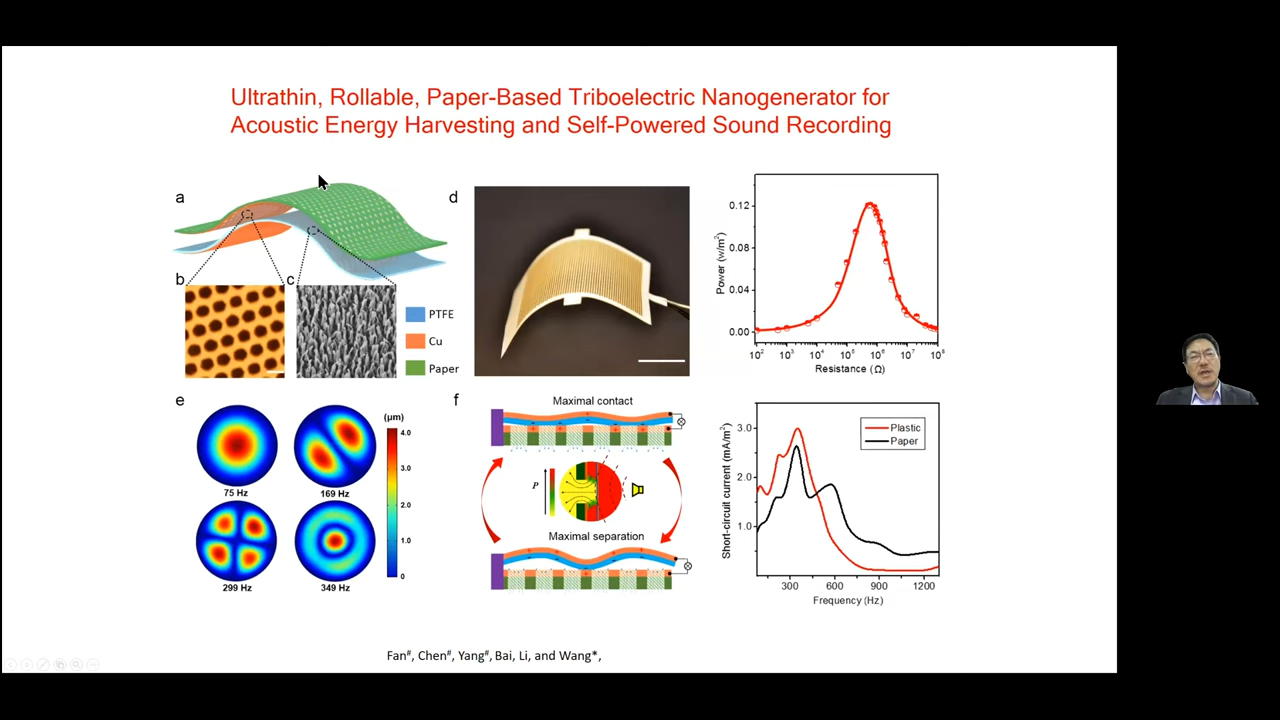 Ultrathin, Rollable, Paper-Based Triboelectric Nanogenerator for
Acoustic Energy Harvesting and Self-Powered Sound Recording
a
b
c
PTFE
Cu
Paper
d
Power (w/m²)
0.12
0.08
0.04
0.00
10² 10³ 10⁴ 10⁵ 10⁶ 10⁷ 10⁸
Resistance (Ω)
e
75 Hz
169 Hz
299 Hz
349 Hz
(μm)
4.0
3.0
2.0
1.0
0
f
Maximal contact
P
Maximal separation
Short-circuit current (mA/m²)
3.0
2.0
1.0
Plastic
Paper
300 600 900 1200
Frequency (Hz)
Fan#, Chen#, Yang#, Bai, Li, and Wang*,